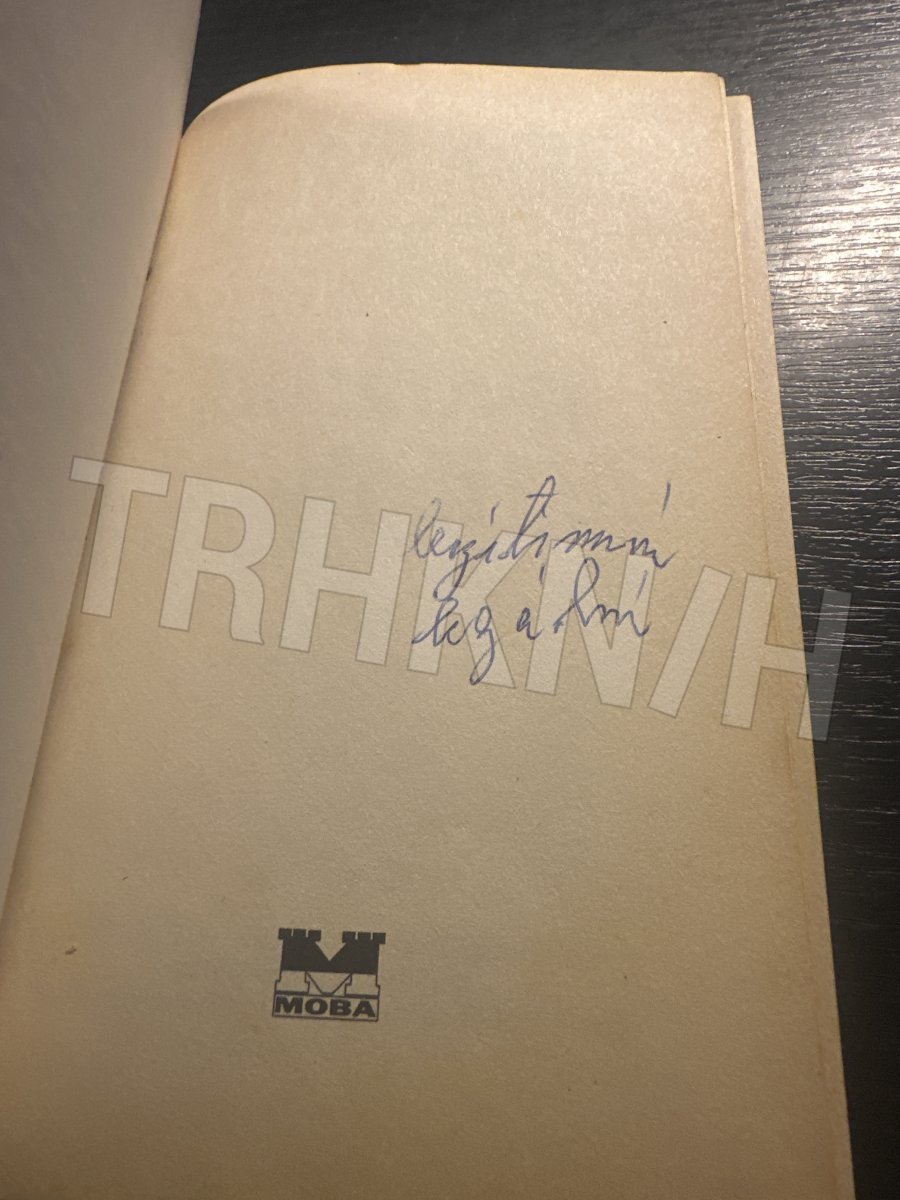 legitimní
legální
TRHKNIH
MOBA